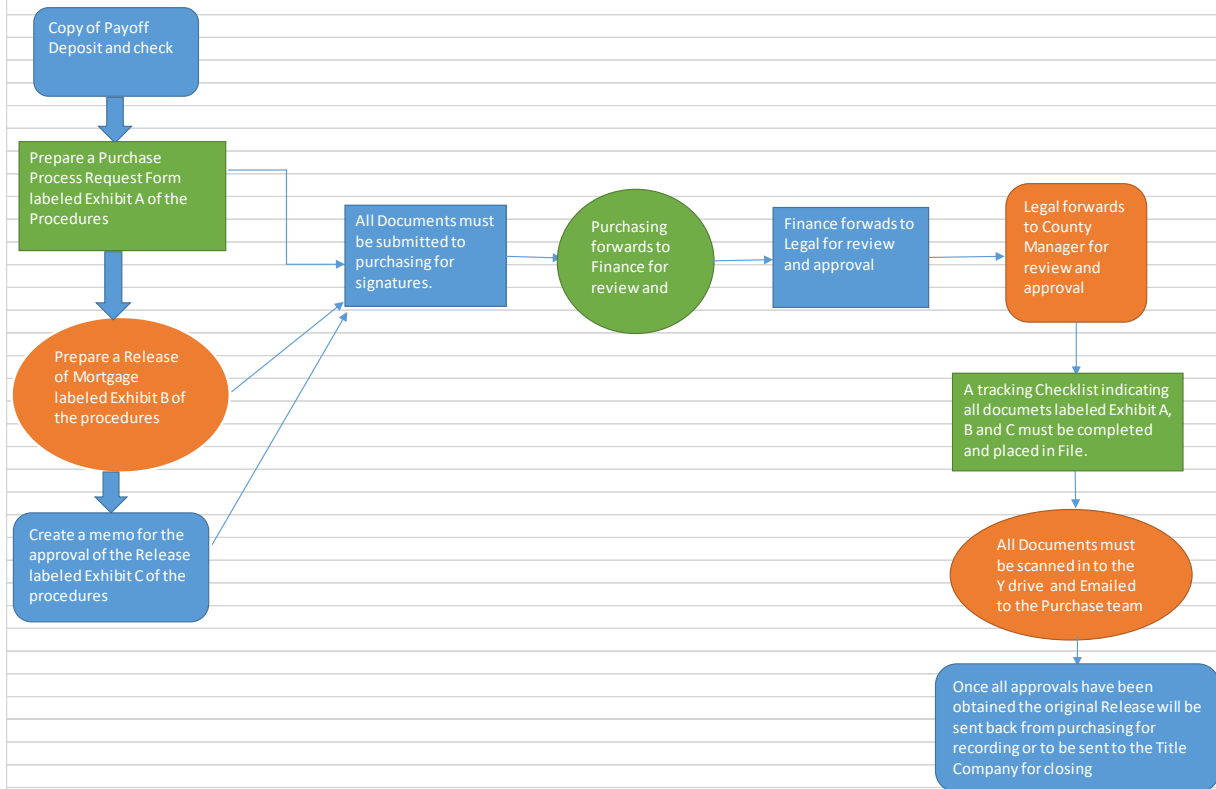 Copy of Payoff
Deposit and check
Prepare a Purchase
Process Request Form
labeled Exhibit A of the
Procedures
Prepare a Release
of Mortgage
labeled Exhibit B of
the procedures
Create a memo for the
approval of the Release
labeled Exhibit C of the
procedures
All Documents must
be submitted to
purchasing for
signatures.
Purchasing
forwards to
Finance for
review and
Finance forwads to
Legal for review
and approval
Legal forwards
to County
Manager for
review and
approval
A tracking Checklist indicating
all documets labeled Exhibit A,
B and C must be completed
and placed in File.
All Documents must
be scanned in to the
Y drive and Emailed
to the Purchase team
Once all approvals have been
obtained the original Release will be
sent back from purchasing for
recording or to be sent to the Title
Company for closing